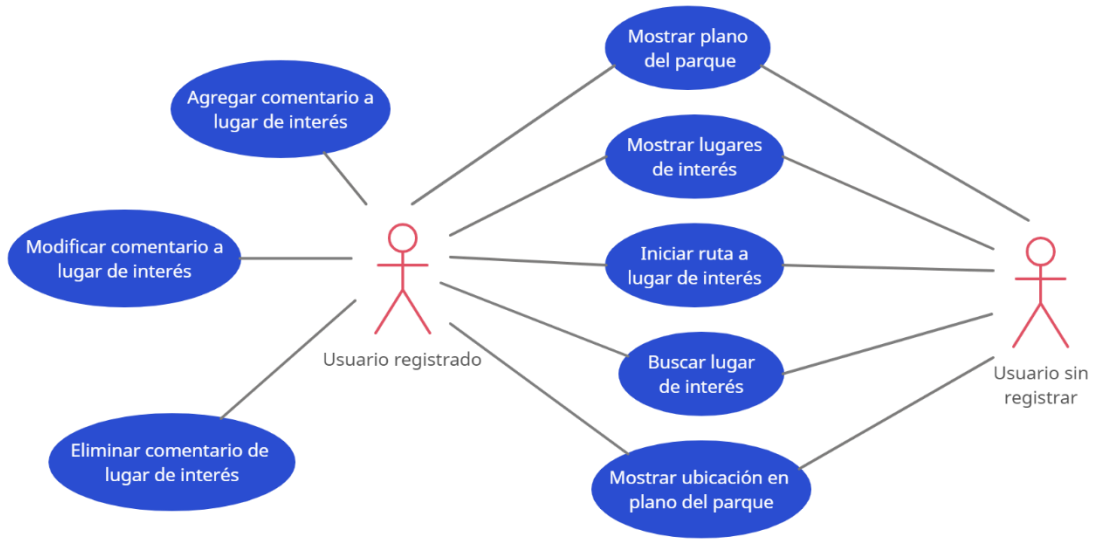 Mostrar plano
del parque
Agregar comentario a
lugar de interés
Mostrar lugares
de interés
Modificar comentario a
lugar de interés
Iniciar ruta a
lugar de interés
Usuario registrado
Buscar lugar
de interés
Usuario sin
registrar
Eliminar comentario de
lugar de interés
Mostrar ubicación en
plano del parque